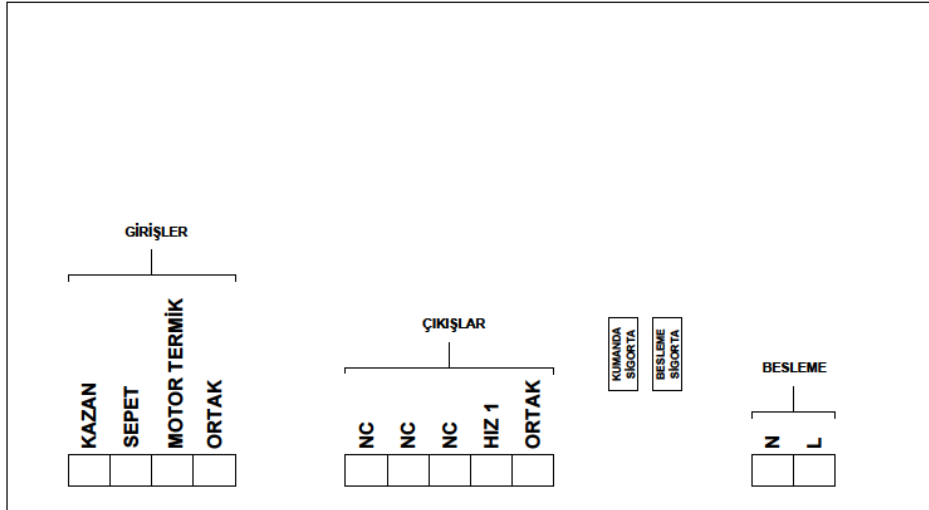 GİRİŞLER
KAZAN
SEPET
MOTOR TERMİK
ORTAK
ÇIKIŞLAR
NC
NC
NC
HIZ 1
ORTAK
KUMANDA
SİGORTA
BESLEME
SİGORTA
BESLEME
N
L